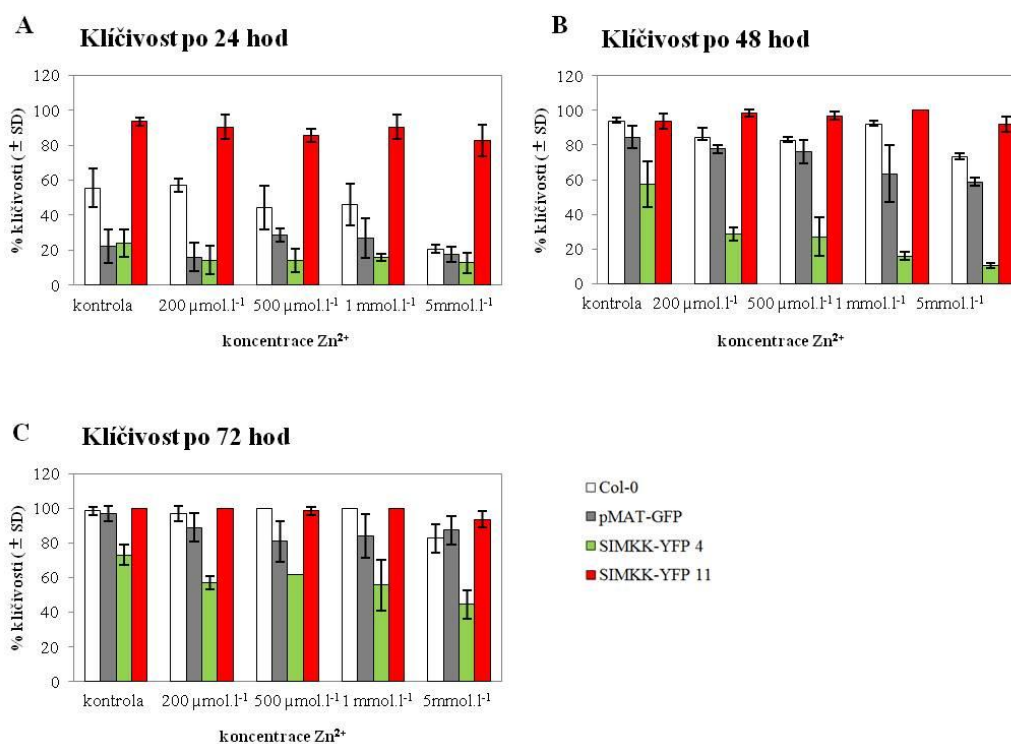 A
Klíčivost po 24 hod
120
100
80
60
40
20
0
% klíčivosti (± SD)
kontrola 200 µmol.l⁻¹ 500 µmol.l⁻¹ 1 mmol.l⁻¹ 5mmol.l⁻¹
koncentrace Zn²⁺
B
Klíčivost po 48 hod
120
100
80
60
40
20
0
% klíčivosti (± SD)
kontrola 200 µmol.l⁻¹ 500 µmol.l⁻¹ 1 mmol.l⁻¹ 5mmol.l⁻¹
koncentrace Zn²⁺
C
Klíčivost po 72 hod
120
100
80
60
40
20
0
% klíčivosti (± SD)
kontrola 200 µmol.l⁻¹ 500 µmol.l⁻¹ 1 mmol.l⁻¹ 5mmol.l⁻¹
koncentrace Zn²⁺
Col-0
pMAT-GFP
SIMKK-YFP 4
SIMKK-YFP 11